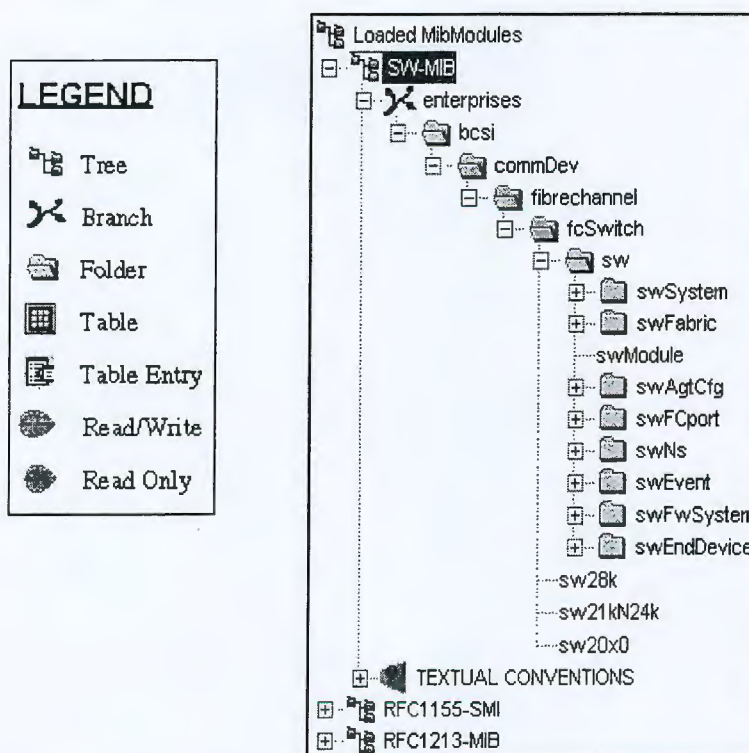 LEGEND
Tree
Branch
Folder
Table
Table Entry
Read/Write
Read Only
Loaded MibModules
SW-MIB
enterprises
bcsi
commDev
fibrechannel
fcSwitch
sw
swSystem
swFabric
swModule
swAgtCfg
swFCport
swNs
swEvent
swFwSystem
swEndDevice
sw28k
sw21kN24k
sw20x0
TEXTUAL CONVENTIONS
RFC1155-SMI
RFC1213-MIB